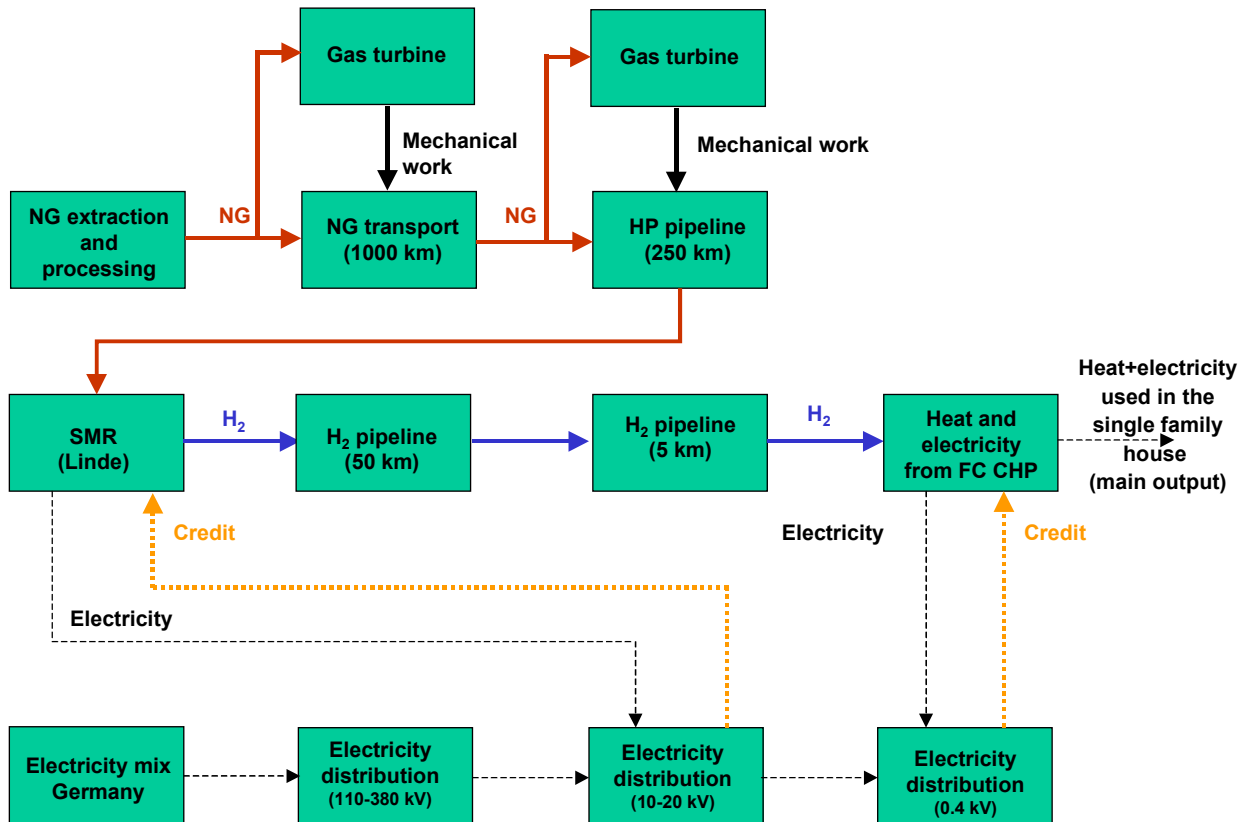 Gas turbine
Gas turbine
Mechanical
work
Mechanical work
NG extraction
and
processing
NG
NG transport
(1000 km)
NG
HP pipeline
(250 km)
SMR
(Linde)
H₂
H₂ pipeline
(50 km)
H₂ pipeline
(5 km)
H₂
Heat and
electricity
from FC CHP
Heat+electricity
used in the
single family
house
(main output)
Credit
Electricity
Credit
Electricity
Electricity mix
Germany
Electricity
distribution
(110-380 kV)
Electricity
distribution
(10-20 kV)
Electricity
distribution
(0.4 kV)